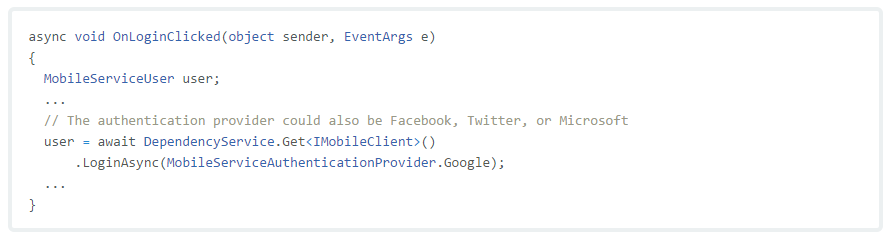 async void OnLoginClicked(object sender, EventArgs e)
{
  MobileServiceUser user;
  ...
  // The authentication provider could also be Facebook, Twitter, or Microsoft
  user = await DependencyService.Get<IMobileClient>()
      .LoginAsync(MobileServiceAuthenticationProvider.Google);
  ...
}